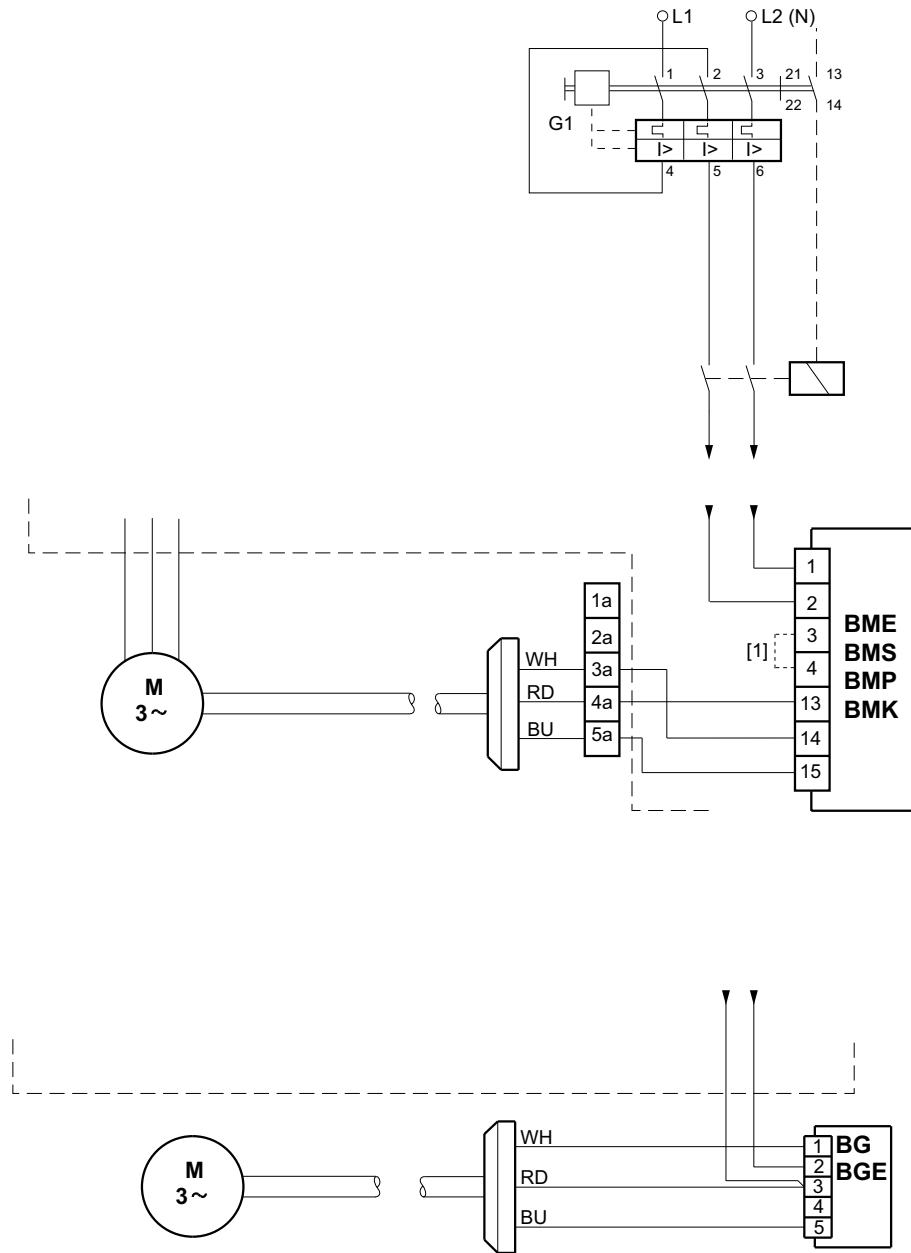 L1
L2 (N)
1
2
3
21
13
22
14
G1
I>
I>
I>
4
5
6
M
3~
WH
RD
BU
1a
2a
3a
4a
5a
[1]
1
2
3
4
13
14
15
BME
BMS
BMP
BMK
M
3~
WH
RD
BU
1
2
3
4
5
BG
BGE